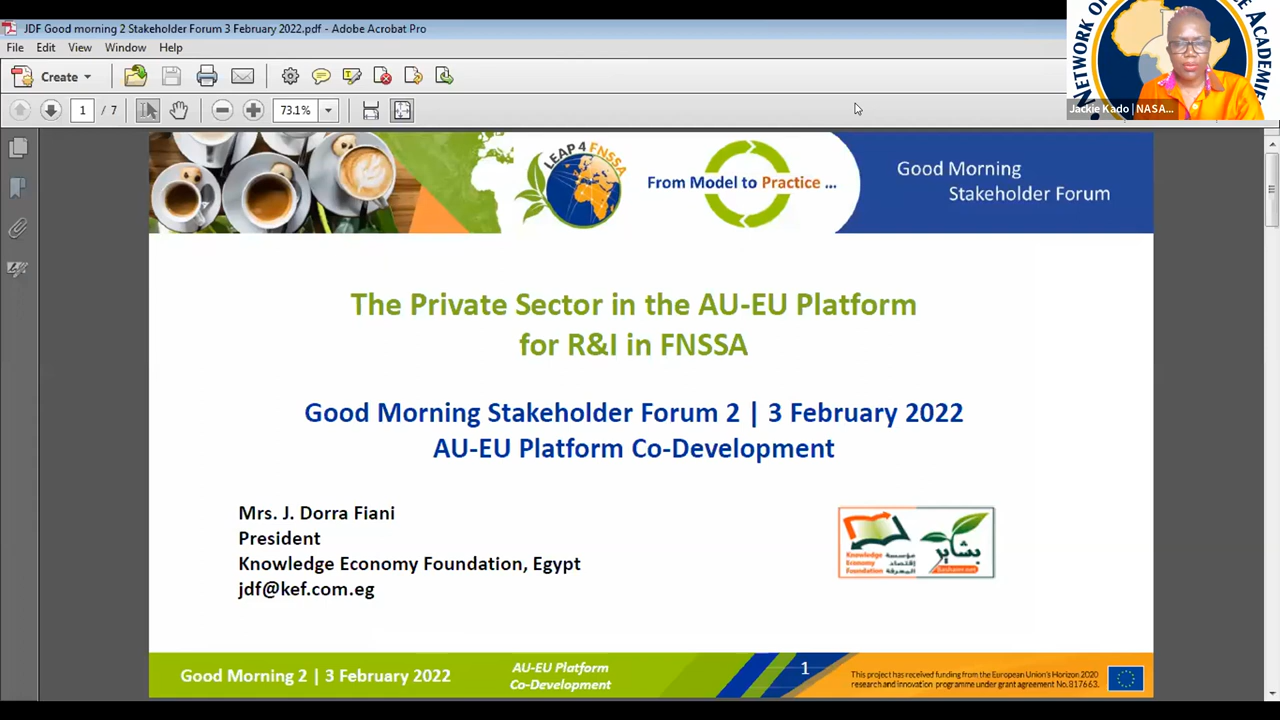 JDF Good morning 2 Stakeholder Forum 3 February 2022.pdf - Adobe Acrobat Pro
File Edit View Window Help
Create
1 / 7 73.1%
NETWORK OF
Jackie Kado | NASA...
LEAP4FNSSA
From Model to Practice ...
Good Morning
Stakeholder Forum
The Private Sector in the AU-EU Platform
for R&I in FNSSA
Good Morning Stakeholder Forum 2 | 3 February 2022
AU-EU Platform Co-Development
Mrs. J. Dorra Fiani
President
Knowledge Economy Foundation, Egypt
jdf@kef.com.eg
Knowledge
Economy
Foundation
مؤسسة
إقتصاد
المعرفة
بشاير
Good Morning 2 | 3 February 2022
AU-EU Platform
Co-Development
1
This project has received funding from the European Union's Horizon 2020
research and innovation programme under grant agreement No.817663.